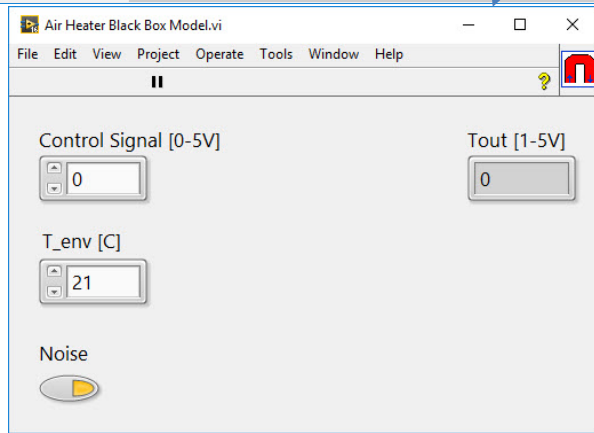 Air Heater Black Box Model.vi
File Edit View Project Operate Tools Window Help
?
Control Signal [0-5V]
Tout [1-5V]
0
0
T_env [C]
21
Noise